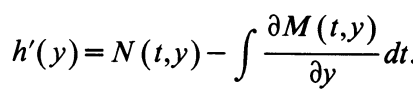 h′(y) = N(t,y) − ∫ ∂M(t,y)/∂y dt.